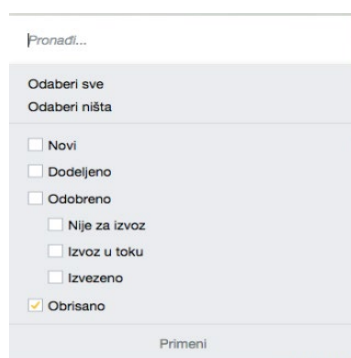 Pronađi...
Odaberi sve
Odaberi ništa
Novi
Dodeljeno
Odobreno
Nije za izvoz
Izvoz u toku
Izvezeno
Obrisano
Primeni